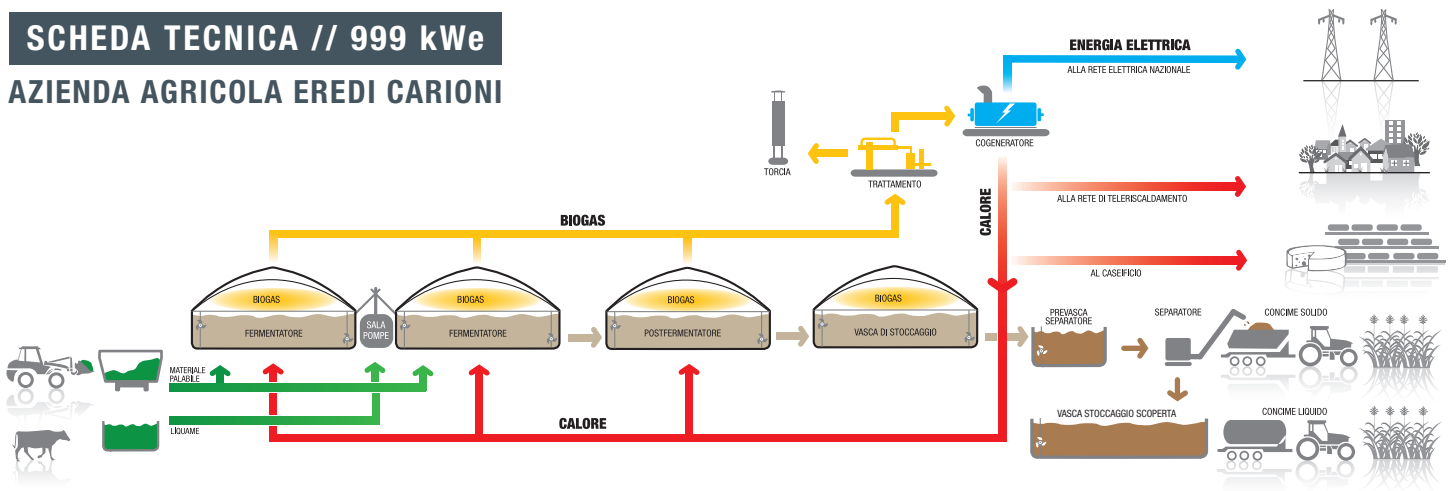 SCHEDA TECNICA // 999 kWe
AZIENDA AGRICOLA EREDI CARIONI
ENERGIA ELETTRICA
ALLA RETE ELETTRICA NAZIONALE
COGENERATORE
TORCIA
TRATTAMENTO
CALORE
ALLA RETE DI TELERISCALDAMENTO
BIOGAS
AL CASEIFICIO
BIOGAS
BIOGAS
BIOGAS
BIOGAS
FERMENTATORE
SALA
POMPE
FERMENTATORE
POSTFERMENTATORE
VASCA DI STOCCAGGIO
PREVASCA
SEPARATORE
SEPARATORE
CONCIME SOLIDO
MATERIALE
PALABILE
LIQUAME
CALORE
VASCA STOCCAGGIO SCOPERTA
CONCIME LIQUIDO